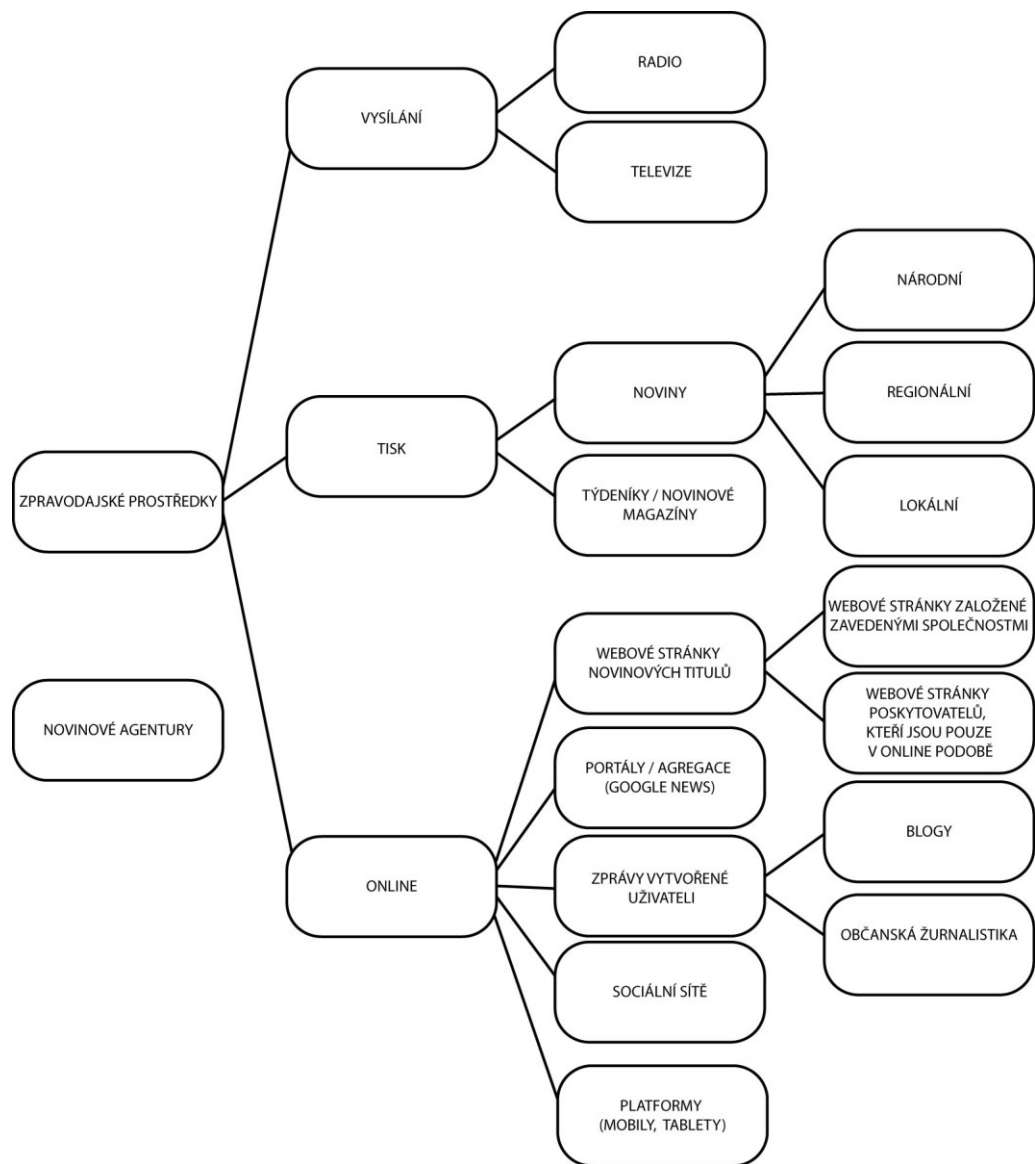 RADIO
VYSÍLÁNÍ
TELEVIZE
NÁRODNÍ
NOVINY
REGIONÁLNÍ
TISK
ZPRAVODAJSKÉ PROSTŘEDKY
TÝDENÍKY / NOVINOVÉ
MAGAZÍNY
LOKÁLNÍ
WEBOVÉ STRÁNKY ZALOŽENÉ
ZAVEDENÝMI SPOLEČNOSTMI
WEBOVÉ STRÁNKY
NOVINOVÝCH TITULŮ
WEBOVÉ STRÁNKY
POSKYTOVATELŮ,
KTEŘÍ JSOU POUZE
V ONLINE PODOBĚ
NOVINOVÉ AGENTURY
PORTÁLY / AGREGACE
(GOOGLE NEWS)
BLOGY
ONLINE
ZPRÁVY VYTVOŘENÉ
UŽIVATELI
OBČANSKÁ ŽURNALISTIKA
SOCIÁLNÍ SÍTĚ
PLATFORMY
(MOBILY, TABLETY)